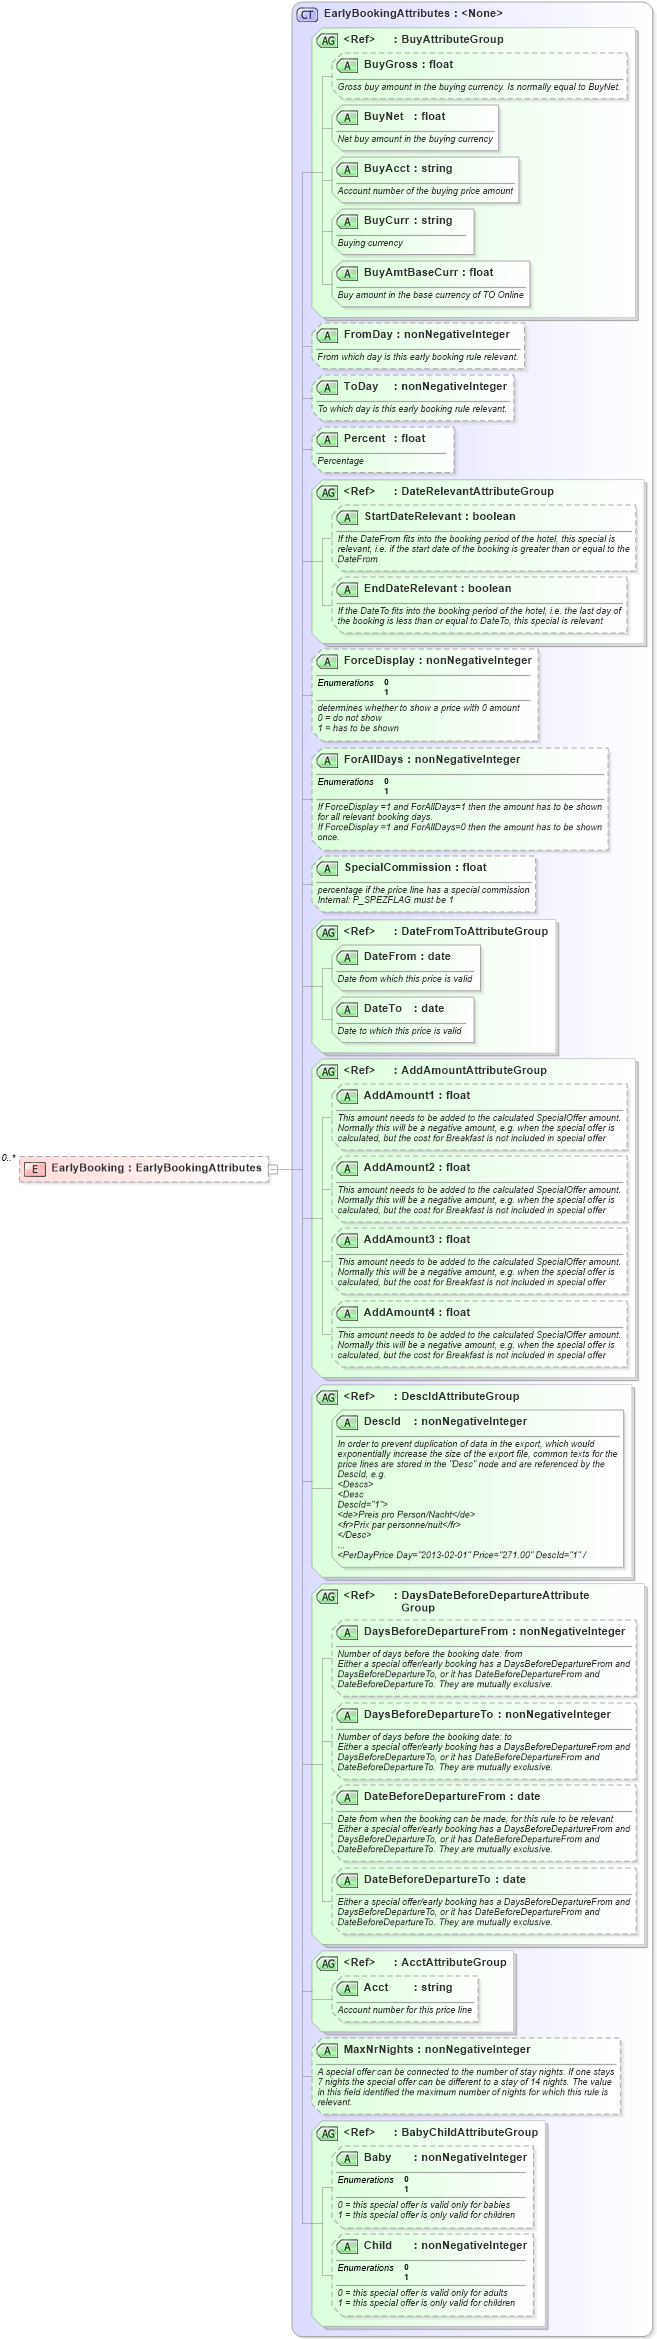 CT EarlyBookingAttributes : <None>
AG <Ref> : BuyAttributeGroup
A BuyGross : float
Gross buy amount in the buying currency. Is normally equal to BuyNet.
A BuyNet : float
Net buy amount in the buying currency
A BuyAcct : string
Account number of the buying price amount
A BuyCurr : string
Buying currency
A BuyAmtBaseCurr : float
Buy amount in the base currency of TO Online
A FromDay : nonNegativeInteger
From which day is this early booking rule relevant.
A ToDay : nonNegativeInteger
To which day is this early booking rule relevant.
A Percent : float
Percentage
AG <Ref> : DateRelevantAttributeGroup
A StartDateRelevant : boolean
If the DateFrom fits into the booking period of the hotel, this special is
relevant, i.e. if the start date of the booking is greater than or equal to the
DateFrom
A EndDateRelevant : boolean
If the DateTo fits into the booking period of the hotel, i.e. the last day of
the booking is less than or equal to DateTo, this special is relevant
A ForceDisplay : nonNegativeInteger
Enumerations 0
1
determines whether to show a price with 0 amount
0 = do not show
1 = has to be shown
A ForAllDays : nonNegativeInteger
Enumerations 0
1
If ForceDisplay =1 and ForAllDays=1 then the amount has to be shown
for all relevant booking days.
If ForceDisplay =1 and ForAllDays=0 then the amount has to be shown
once.
A SpecialCommission : float
percentage if the price line has a special commission
Internal: P_SPEZFLAG must be 1
AG <Ref> : DateFromToAttributeGroup
A DateFrom : date
Date from which this price is valid
A DateTo : date
Date to which this price is valid
AG <Ref> : AddAmountAttributeGroup
A AddAmount1 : float
This amount needs to be added to the calculated SpecialOffer amount.
Normally this will be a negative amount, e.g. when the special offer is
calculated, but the cost for Breakfast is not included in special offer
0..*
E EarlyBooking : EarlyBookingAttributes
A AddAmount2 : float
This amount needs to be added to the calculated SpecialOffer amount.
Normally this will be a negative amount, e.g. when the special offer is
calculated, but the cost for Breakfast is not included in special offer
A AddAmount3 : float
This amount needs to be added to the calculated SpecialOffer amount.
Normally this will be a negative amount, e.g. when the special offer is
calculated, but the cost for Breakfast is not included in special offer
A AddAmount4 : float
This amount needs to be added to the calculated SpecialOffer amount.
Normally this will be a negative amount, e.g. when the special offer is
calculated, but the cost for Breakfast is not included in special offer
AG <Ref> : DescIdAttributeGroup
A DescId : nonNegativeInteger
In order to prevent duplication of data in the export, which would
exponentially increase the size of the export file, common texts for the
price lines are stored in the "Desc" node and are referenced by the
DescId, e.g.
<Descs>
<Desc
DescId="1">
<de>Preis pro Person/Nacht</de>
<fr>Prix par personne/nuit</fr>
</Desc>
...
<PerDayPrice Day="2013-02-01" Price="271.00" DescId="1" /
AG <Ref> : DaysDateBeforeDepartureAttribute
Group
A DaysBeforeDepartureFrom : nonNegativeInteger
Number of days before the booking date: from
Either a special offer/early booking has a DaysBeforeDepartureFrom and
DaysBeforeDepartureTo, or it has DateBeforeDepartureFrom and
DateBeforeDepartureTo. They are mutually exclusive.
A DaysBeforeDepartureTo : nonNegativeInteger
Number of days before the booking date: to
Either a special offer/early booking has a DaysBeforeDepartureFrom and
DaysBeforeDepartureTo, or it has DateBeforeDepartureFrom and
DateBeforeDepartureTo. They are mutually exclusive.
A DateBeforeDepartureFrom : date
Date from when the booking can be made, for this rule to be relevant
Either a special offer/early booking has a DaysBeforeDepartureFrom and
DaysBeforeDepartureTo, or it has DateBeforeDepartureFrom and
DateBeforeDepartureTo. They are mutually exclusive.
A DateBeforeDepartureTo : date
Either a special offer/early booking has a DaysBeforeDepartureFrom and
DaysBeforeDepartureTo, or it has DateBeforeDepartureFrom and
DateBeforeDepartureTo. They are mutually exclusive.
AG <Ref> : AcctAttributeGroup
A Acct : string
Account number for this price line
A MaxNrNights : nonNegativeInteger
A special offer can be connected to the number of stay nights. If one stays
7 nights the special offer can be different to a stay of 14 nights. The value
in this field identified the maximum number of nights for which this rule is
relevant.
AG <Ref> : BabyChildAttributeGroup
A Baby : nonNegativeInteger
Enumerations 0
1
0 = this special offer is valid only for babies
1 = this special offer is only valid for children
A Child : nonNegativeInteger
Enumerations 0
1
0 = this special offer is valid only for adults
1 = this special offer is only valid for children